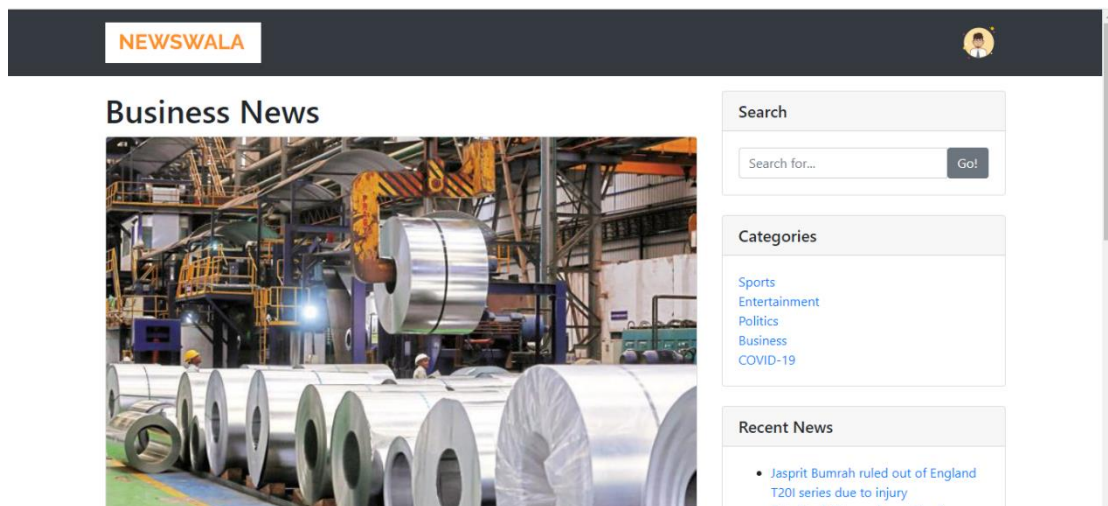 NEWSWALA
Business News
Search
Search for...
Go!
Categories
Sports
Entertainment
Politics
Business
COVID-19
Recent News
Jasprit Bumrah ruled out of England
T20I series due to injury